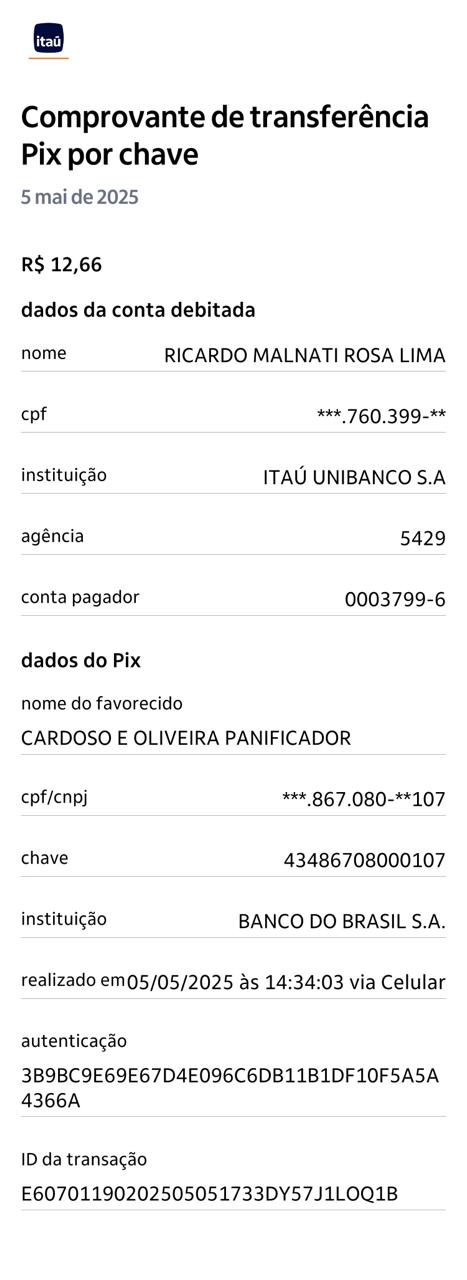 itaú
Comprovante de transferência
Pix por chave
5 mai de 2025
R$ 12,66
dados da conta debitada
nome RICARDO MALNATI ROSA LIMA
cpf ***.760.399-**
instituição ITAÚ UNIBANCO S.A
agência 5429
conta pagador 0003799-6
dados do Pix
nome do favorecido
CARDOSO E OLIVEIRA PANIFICADOR
cpf/cnpj ***.867.080-**107
chave 43486708000107
instituição BANCO DO BRASIL S.A.
realizado em 05/05/2025 às 14:34:03 via Celular
autenticação
3B9BC9E69E67D4E096C6DB11B1DF10F5A5A
4366A
ID da transação
E60701190202505051733DY57J1LOQ1B